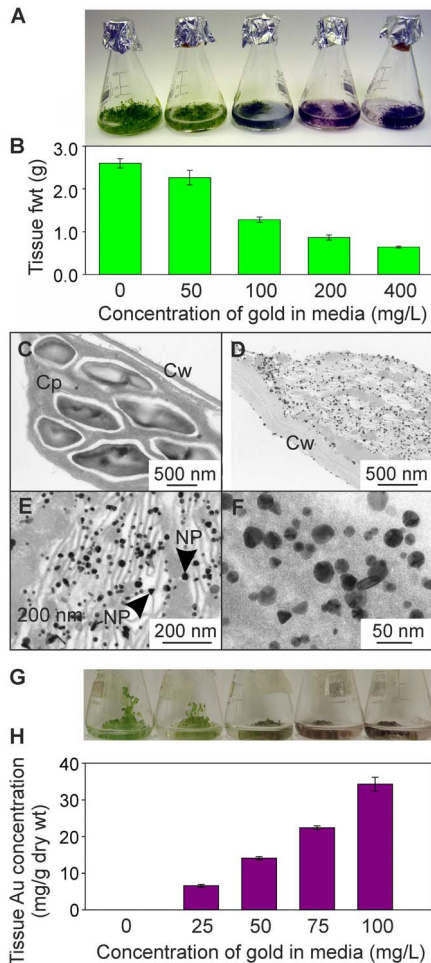 A
B
3.0
2.0
1.0
0.0
Tissue fwt (g)
0 50 100 200 400
Concentration of gold in media (mg/L)
C
Cp
Cw
500 nm
D
Cw
500 nm
E
NP
200 nm
NP
200 nm
F
50 nm
G
H
40
30
20
10
0
Tissue Au concentration
(mg/g dry wt)
0 25 50 75 100
Concentration of gold in media (mg/L)